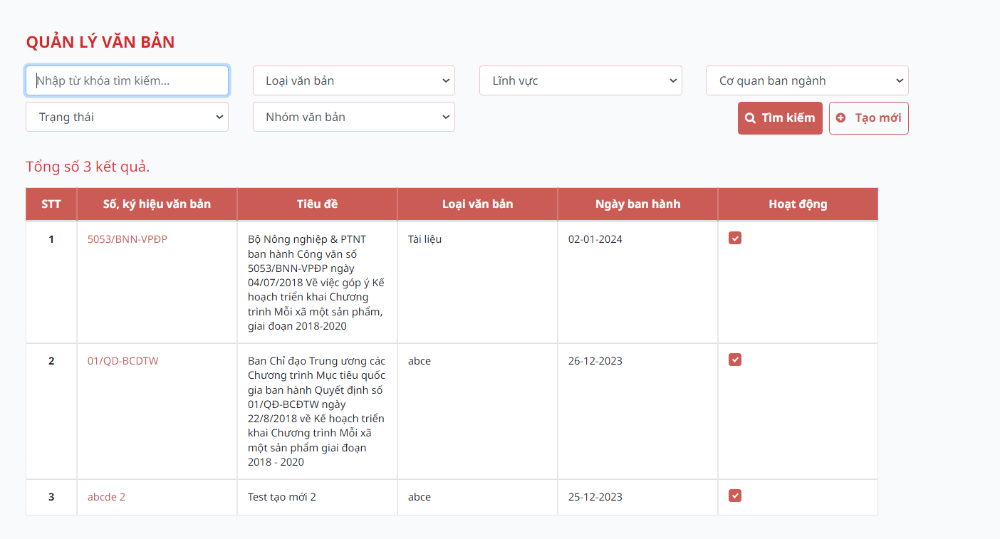 QUẢN LÝ VĂN BẢN
Nhập từ khóa tìm kiếm...
Loại văn bản
Lĩnh vực
Cơ quan ban ngành
Trạng thái
Nhóm văn bản
Tìm kiếm
Tạo mới
Tổng số 3 kết quả.
STT
Số, ký hiệu văn bản
Tiêu đề
Loại văn bản
Ngày ban hành
Hoạt động
1
5053/BNN-VPĐP
Bộ Nông nghiệp & PTNT
ban hành Công văn số
5053/BNN-VPĐP ngày
04/07/2018 Về việc góp ý Kế
hoạch triển khai Chương
trình Mỗi xã một sản phẩm,
giai đoạn 2018-2020
Tài liệu
02-01-2024
2
01/QD-BCDTW
Ban Chỉ đạo Trung ương các
Chương trình Mục tiêu quốc
gia ban hành Quyết định số
01/QĐ-BCĐTW ngày
22/8/2018 về Kế hoạch triển
khai Chương trình Mỗi xã
một sản phẩm giai đoạn
2018 - 2020
abce
26-12-2023
3
abcde 2
Test tạo mới 2
abce
25-12-2023